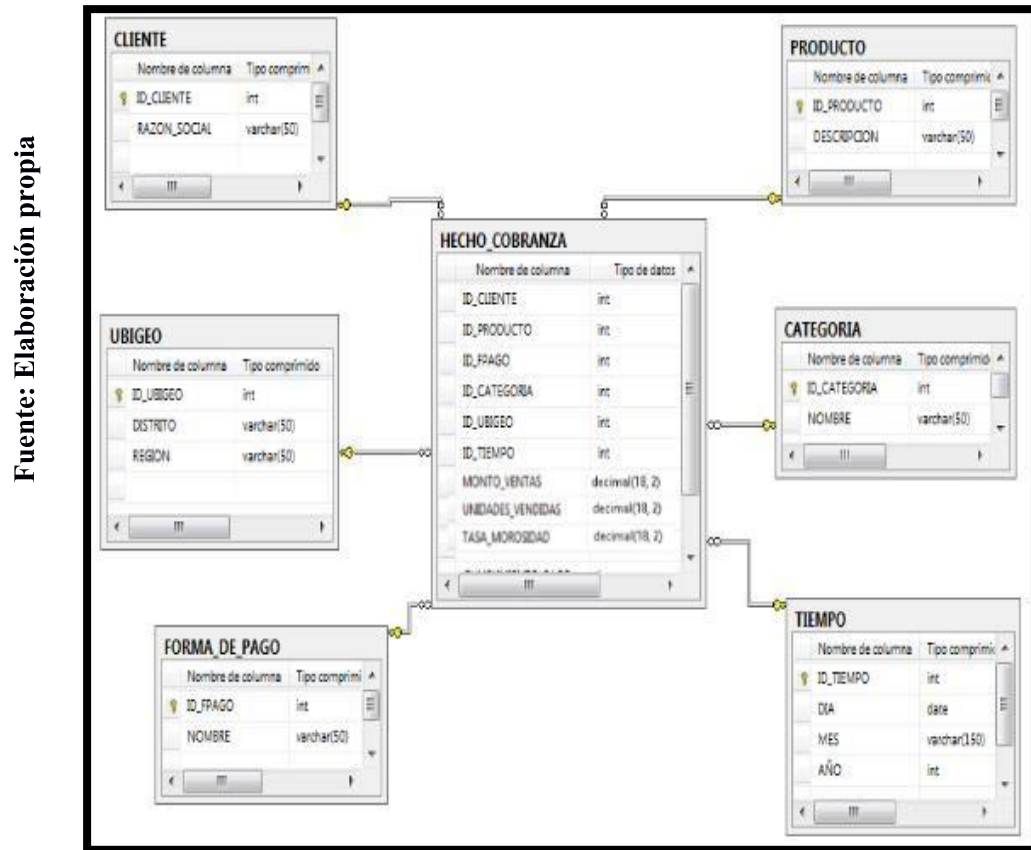 Fuente: Elaboración propia
CLIENTE
Nombre de columna Tipo comprim
ID_CLIENTE int
RAZON_SOCIAL varchar(50)
PRODUCTO
Nombre de columna Tipo comprimic
ID_PRODUCTO int
DESCRIPCION varchar(50)
HECHO_COBRANZA
Nombre de columna Tipo de datos
ID_CLIENTE int
ID_PRODUCTO int
ID_FPAGO int
ID_CATEGORIA int
ID_UBIGEO int
ID_TIEMPO int
MONTO_VENTAS decimal(18, 2)
UNIDADES_VENDIDAS decimal(18, 2)
TASA_MOROSIDAD decimal(18, 2)
UBIGEO
Nombre de columna Tipo comprimido
ID_UBIGEO int
DISTRITO varchar(50)
REGION varchar(50)
CATEGORIA
Nombre de columna Tipo comprimido
ID_CATEGORIA int
NOMBRE varchar(50)
FORMA_DE_PAGO
Nombre de columna Tipo comprimi
ID_FPAGO int
NOMBRE varchar(50)
TIEMPO
Nombre de columna Tipo comprimic
ID_TIEMPO int
DIA date
MES varchar(150)
AÑO int